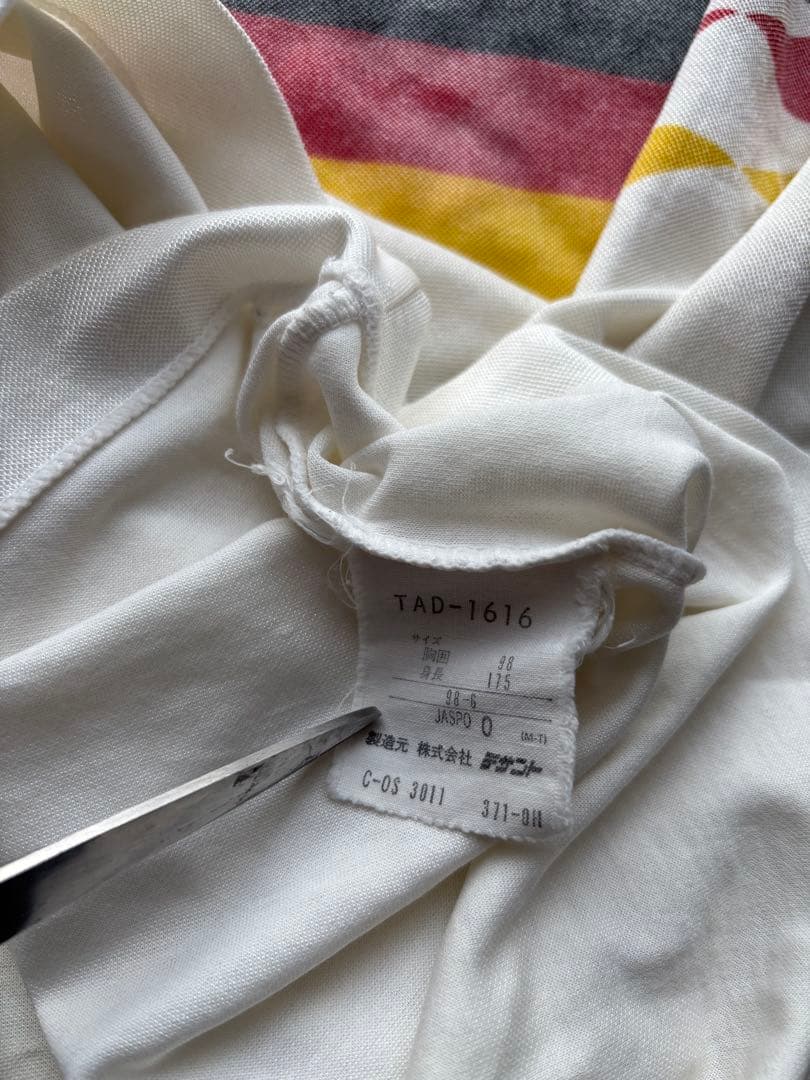 TAD-1616
サイズ
胸囲 98
身長 175
98-6
JASPO O (M-T)
製造元 株式会社 デサント
C-OS 3011 371-0H